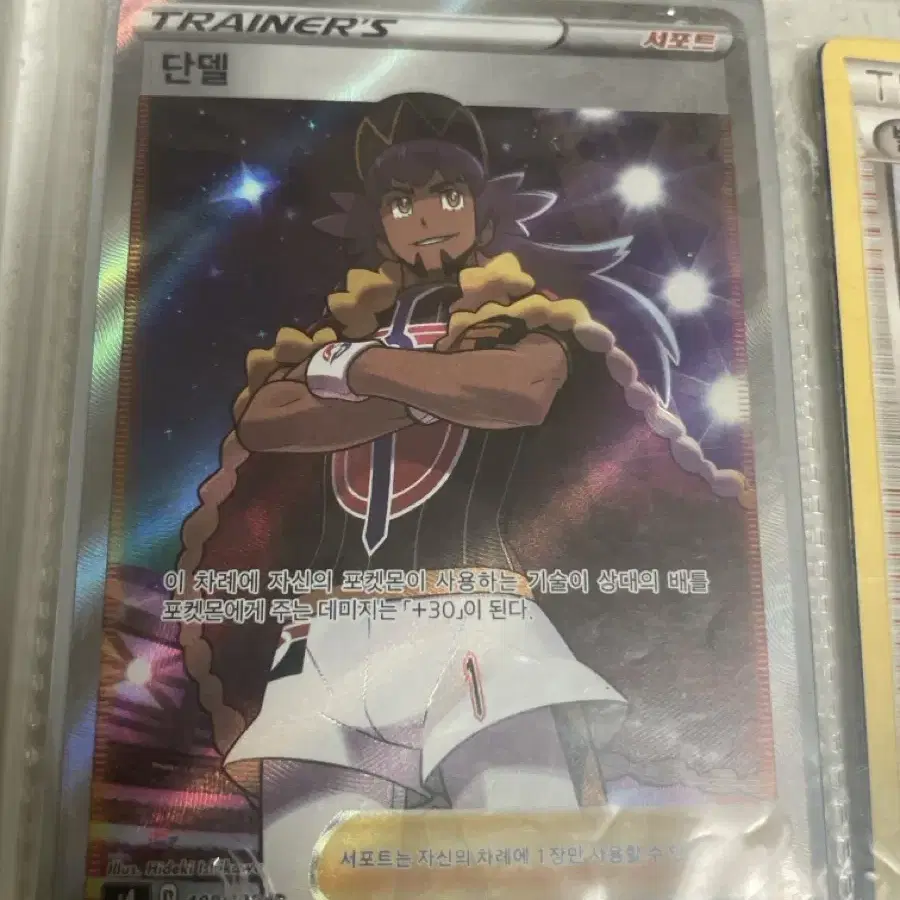 TRAINER'S
서포트
단델
이 차례에 자신의 포켓몬이 사용하는 기술이 상대의 배틀
포켓몬에게 주는 데미지는 「+30」이 된다.
서포트는 자신의 차례에 1장만 사용할 수
Illus. Hideki